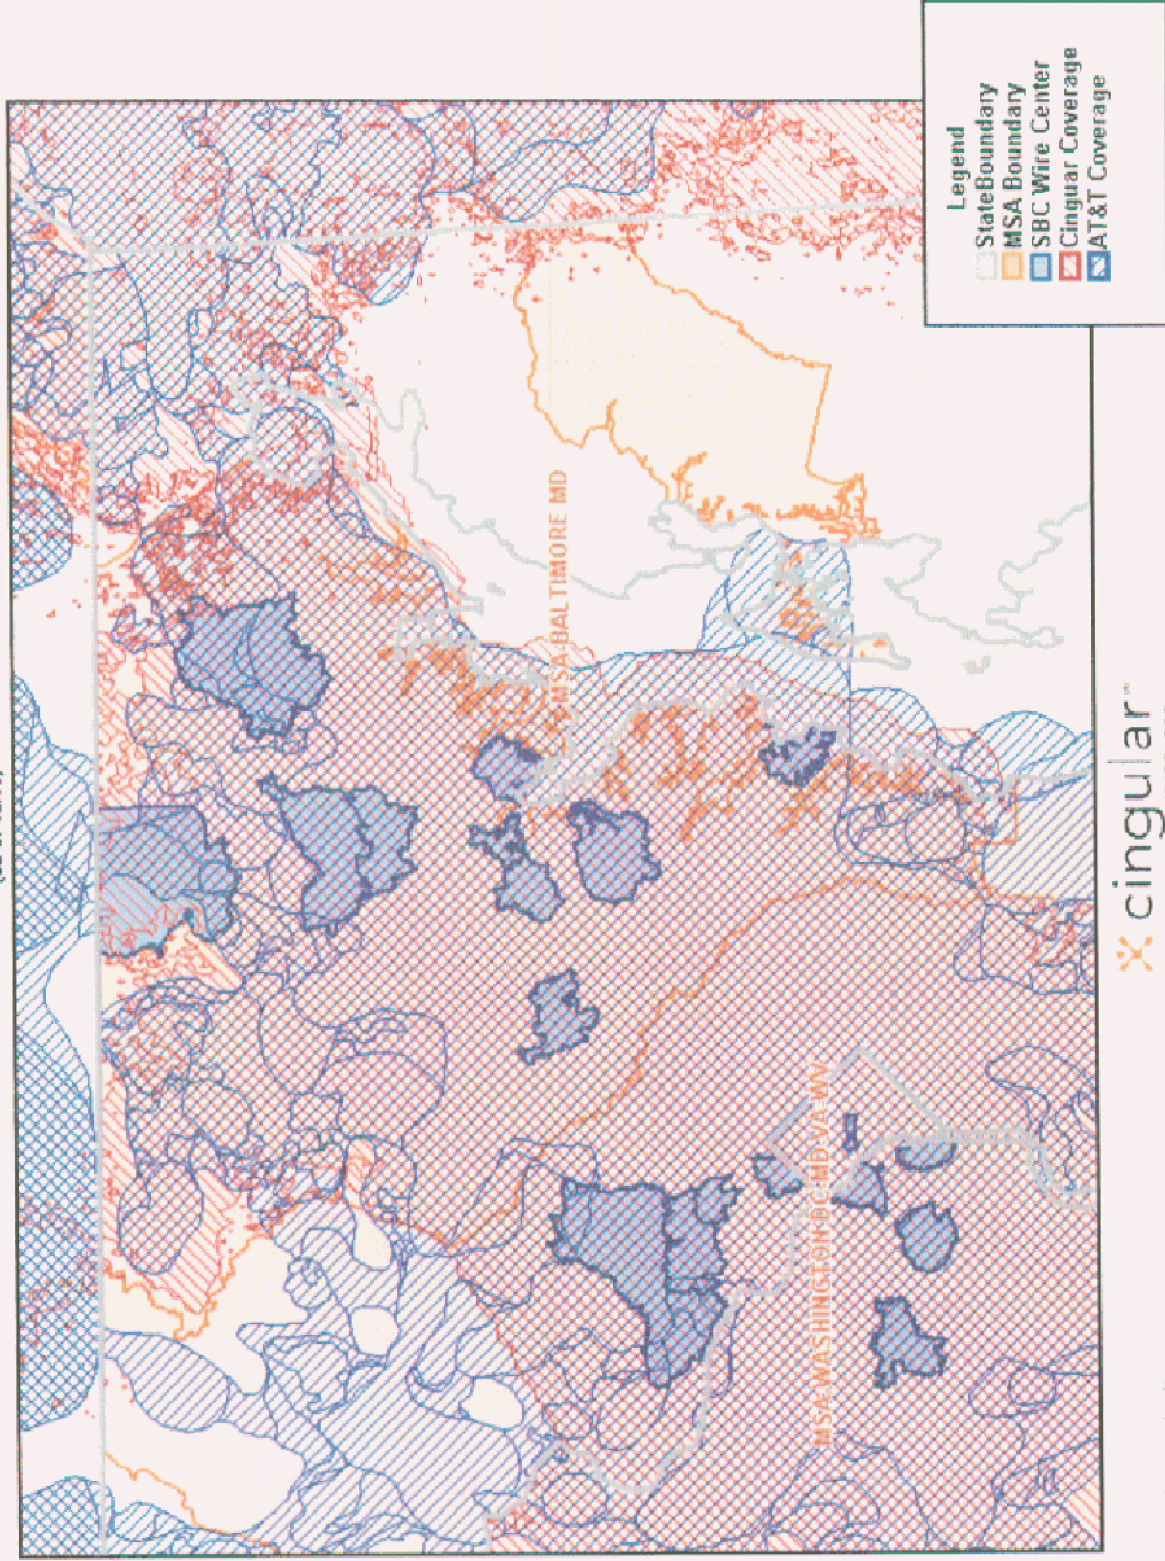 MSA-BALTIMORE MD
MSA-WASHINGTON-DC-MD-VA-WV
Legend
StateBoundary
MSA Boundary
SBC Wire Center
Cinguar Coverage
AT&T Coverage
cingular